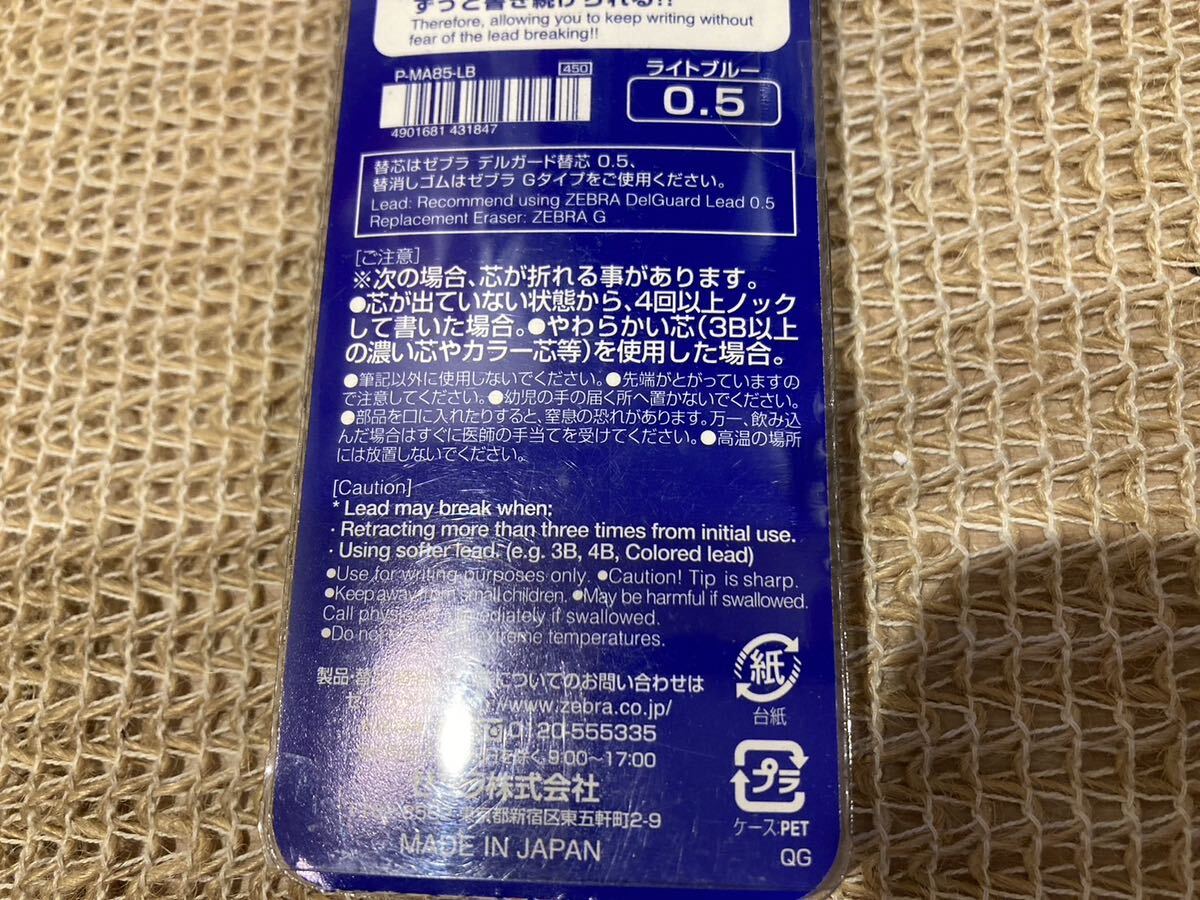 ずっと書き続けられる!!
Therefore, allowing you to keep writing without
fear of the lead breaking!!
P-MA85-LB
450
ライトブルー
0.5
4901681 431847
替芯はゼブラ デルガード替芯 0.5、
替消しゴムはゼブラ Gタイプをご使用ください。
Lead: Recommend using ZEBRA DelGuard Lead 0.5
Replacement Eraser: ZEBRA G
[ご注意]
※次の場合、芯が折れる事があります。
●芯が出ていない状態から、4回以上ノック
して書いた場合。●やわらかい芯(3B以上
の濃い芯やカラー芯等)を使用した場合。
●筆記以外に使用しないでください。●先端がとがっていますの
で注意してください。●幼児の手の届く所へ置かないでください。
●部品を口に入れたりすると、窒息の恐れがあります。万一、飲み込
んだ場合はすぐに医師の手当てを受けてください。●高温の場所
には放置しないでください。
[Caution]
* Lead may break when;
· Retracting more than three times from initial use.
· Using softer lead. (e.g. 3B, 4B, Colored lead)
●Use for writing purposes only. ●Caution! Tip is sharp.
●Keep away from small children. ●May be harmful if swallowed.
Call immediately if swallowed.
●Do extreme temperatures.
製品・ についてのお問い合わせは
www.zebra.co.jp/
0120-555335
を除く 9:00〜17:00
株式会社
東京都新宿区東五軒町2-9
MADE IN JAPAN
紙
台紙
プラ
ケース:PET
QG